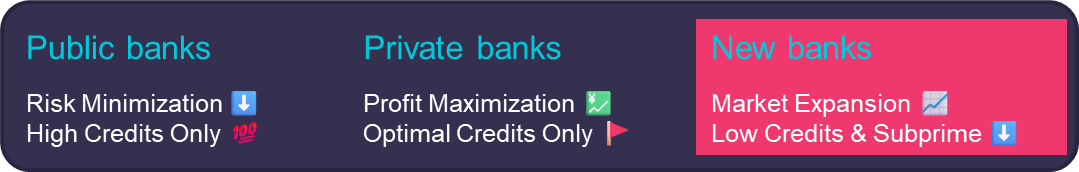 Public banks
Risk Minimization ⬇️
High Credits Only 💯
Private banks
Profit Maximization 💹
Optimal Credits Only 🚩
New banks
Market Expansion 📈
Low Credits & Subprime ⬇️